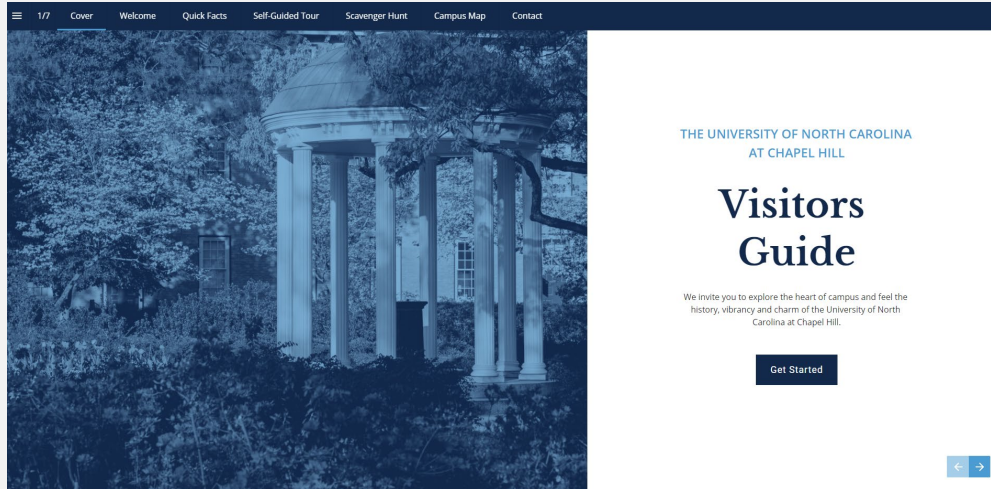 1/7 Cover Welcome Quick Facts Self-Guided Tour Scavenger Hunt Campus Map Contact
THE UNIVERSITY OF NORTH CAROLINA
AT CHAPEL HILL
Visitors
Guide
We invite you to explore the heart of campus and feel the
history, vibrancy and charm of the University of North
Carolina at Chapel Hill.
Get Started